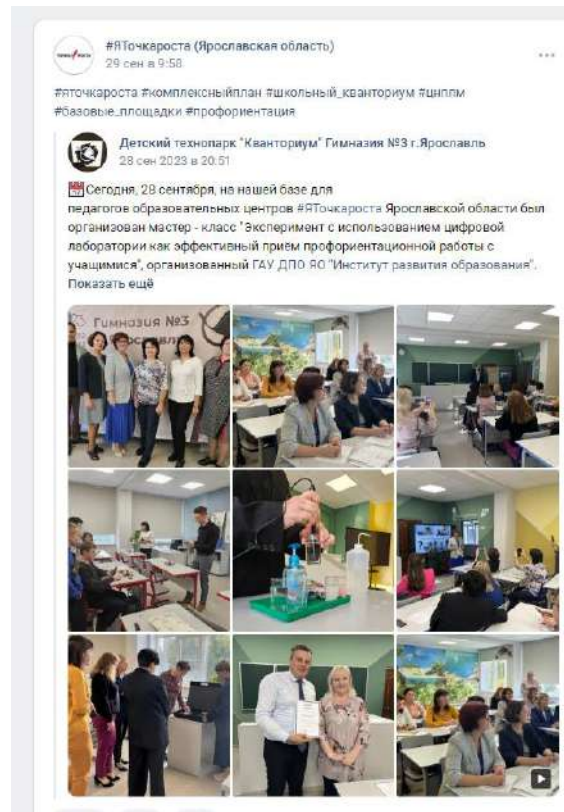 #ЯТочкароста (Ярославская область)
29 сен в 9:58
#яточкароста #комплексныйплан #школьный_кванториум #цнппм
#базовые_площадки #профориентация
Детский технопарк "Кванториум" Гимназия №3 г.Ярославль
28 сен 2023 в 20:51
Сегодня, 28 сентября, на нашей базе для
педагогов образовательных центров #ЯТочкароста Ярославской области был
организован мастер - класс "Эксперимент с использованием цифровой
лаборатории как эффективный приём профориентационной работы с
учащимися", организованный ГАУ ДПО ЯО "Институт развития образования".
Показать ещё
Гимназия №3